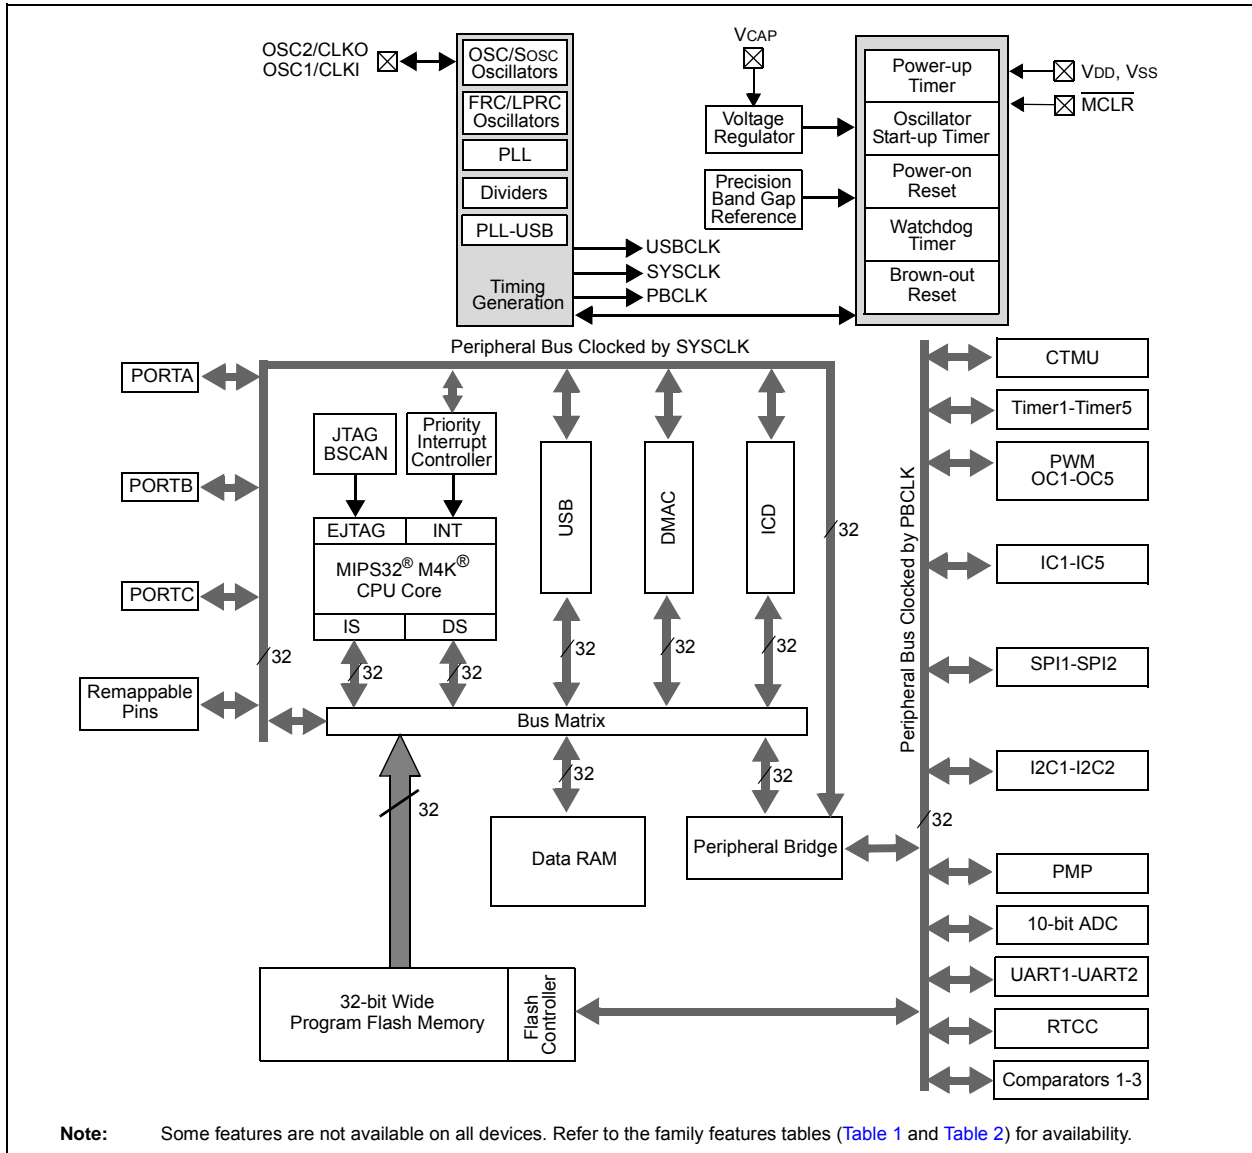 OSC2/CLKO
OSC1/CLKI
OSC/SOSC
Oscillators
FRC/LPRC
Oscillators
PLL
Dividers
PLL-USB
Timing
Generation
USBCLK
SYSCLK
PBCLK
VCAP
Voltage
Regulator
Precision
Band Gap
Reference
Power-up
Timer
Oscillator
Start-up Timer
Power-on
Reset
Watchdog
Timer
Brown-out
Reset
VDD, VSS
MCLR
Peripheral Bus Clocked by SYSCLK
PORTA
PORTB
PORTC
Remappable
Pins
32
JTAG
BSCAN
Priority
Interrupt
Controller
EJTAG
INT
MIPS32® M4K®
CPU Core
IS
DS
32
32
USB
32
DMAC
32
ICD
32
32
Bus Matrix
32
32
32
Data RAM
Peripheral Bridge
32-bit Wide
Program Flash Memory
Flash
Controller
Peripheral Bus Clocked by PBCLK
32
CTMU
Timer1-Timer5
PWM
OC1-OC5
IC1-IC5
SPI1-SPI2
I2C1-I2C2
PMP
10-bit ADC
UART1-UART2
RTCC
Comparators 1-3
Note: Some features are not available on all devices. Refer to the family features tables (Table 1 and Table 2) for availability.